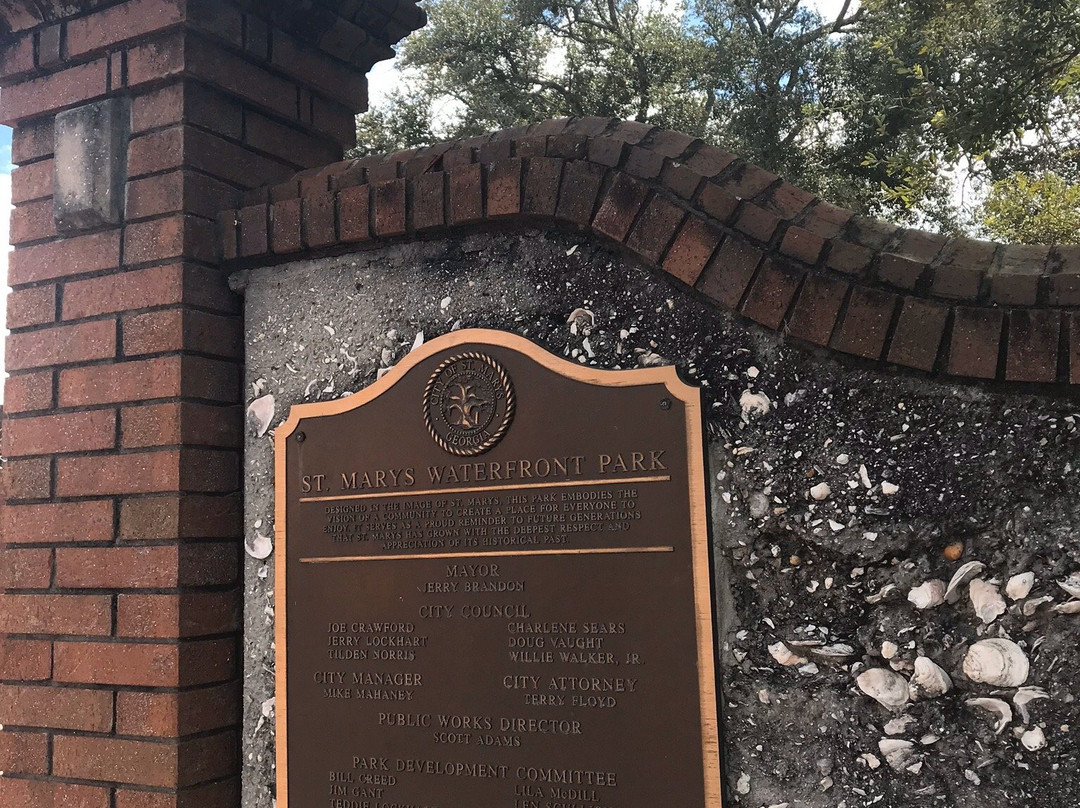 CITY OF ST. MARYS
GEORGIA
ST. MARYS WATERFRONT PARK
DESIGNED IN THE IMAGE OF ST. MARYS, THIS PARK EMBODIES THE
VISION OF A COMMUNITY TO CREATE A PLACE FOR EVERYONE TO
ENJOY. IT SERVES AS A PROUD REMINDER TO FUTURE GENERATIONS
THAT ST. MARYS HAS GROWN WITH THE DEEPEST RESPECT AND
APPRECIATION OF ITS HISTORICAL PAST.
MAYOR
JERRY BRANDON
CITY COUNCIL
JOE CRAWFORD CHARLENE SEARS
JERRY LOCKHART DOUG VAUGHT
TILDEN NORRIS WILLIE WALKER, JR.
CITY MANAGER CITY ATTORNEY
MIKE MAHANEY TERRY FLOYD
PUBLIC WORKS DIRECTOR
SCOTT ADAMS
PARK DEVELOPMENT COMMITTEE
BILL CREED LILA McDILL
JIM GANT LEN
TEDDIE